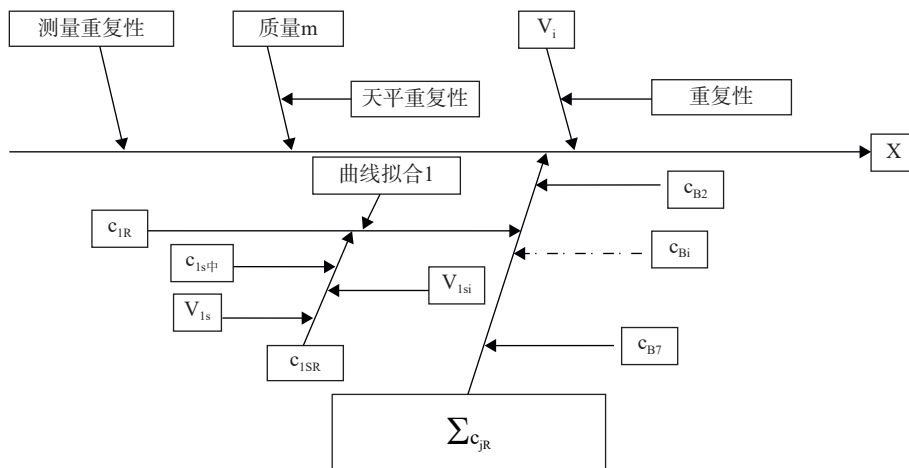 测量重复性
质量m
V_i
天平重复性
重复性
X
曲线拟合1
c_B2
c_1R
c_1s中
c_Bi
V_1si
V_1s
c_1SR
c_B7
∑c_jR